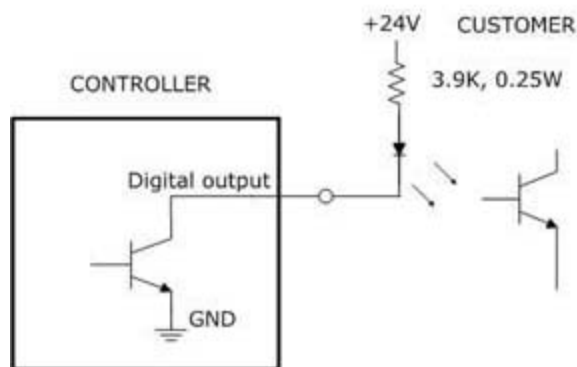 +24V CUSTOMER
3.9K, 0.25W
CONTROLLER
Digital output
GND